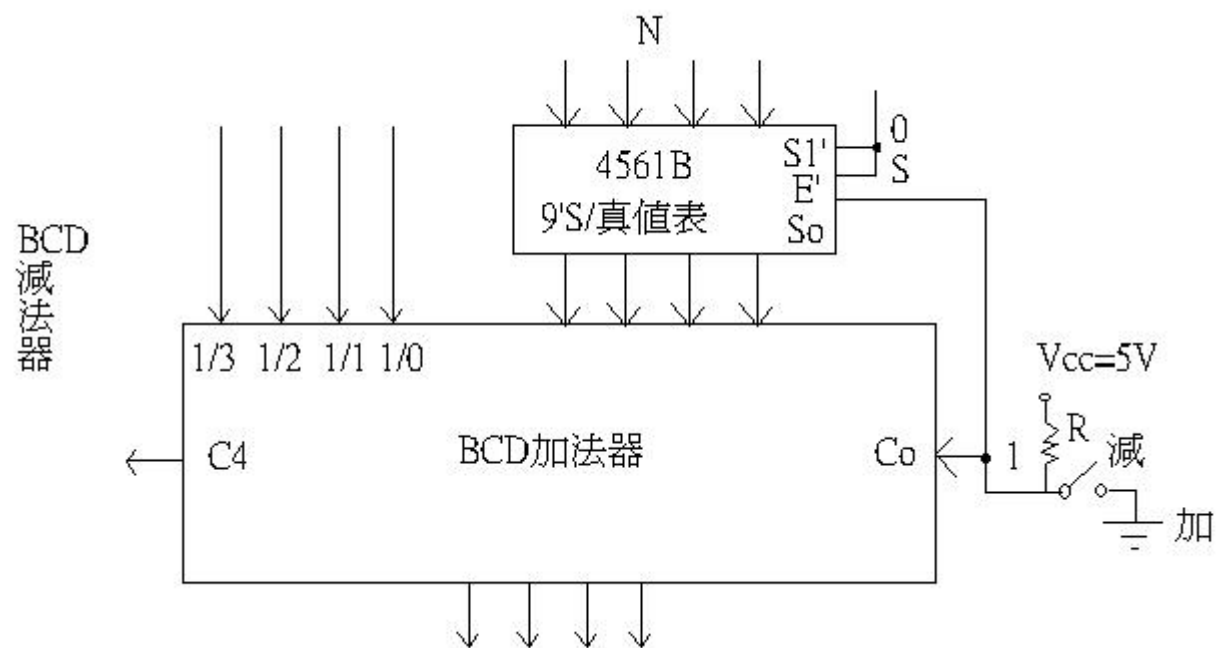 N
0
S
S1'
E'
So
4561B
9'S/真値表
BCD
減
法
器
1/3 1/2 1/1 1/0
C4
BCD加法器
Co
1
Vcc=5V
R
減
加